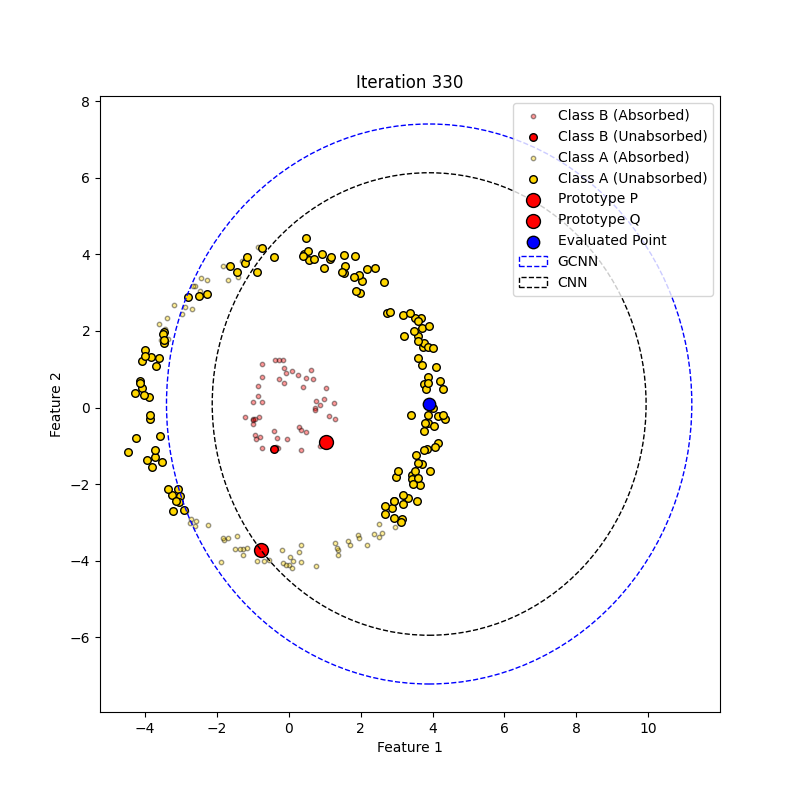 Iteration 330
Class B (Absorbed)
Class B (Unabsorbed)
Class A (Absorbed)
Class A (Unabsorbed)
Prototype P
Prototype Q
Evaluated Point
GCNN
CNN
8
6
4
2
0
−2
−4
−6
Feature 2
−4 −2 0 2 4 6 8 10
Feature 1